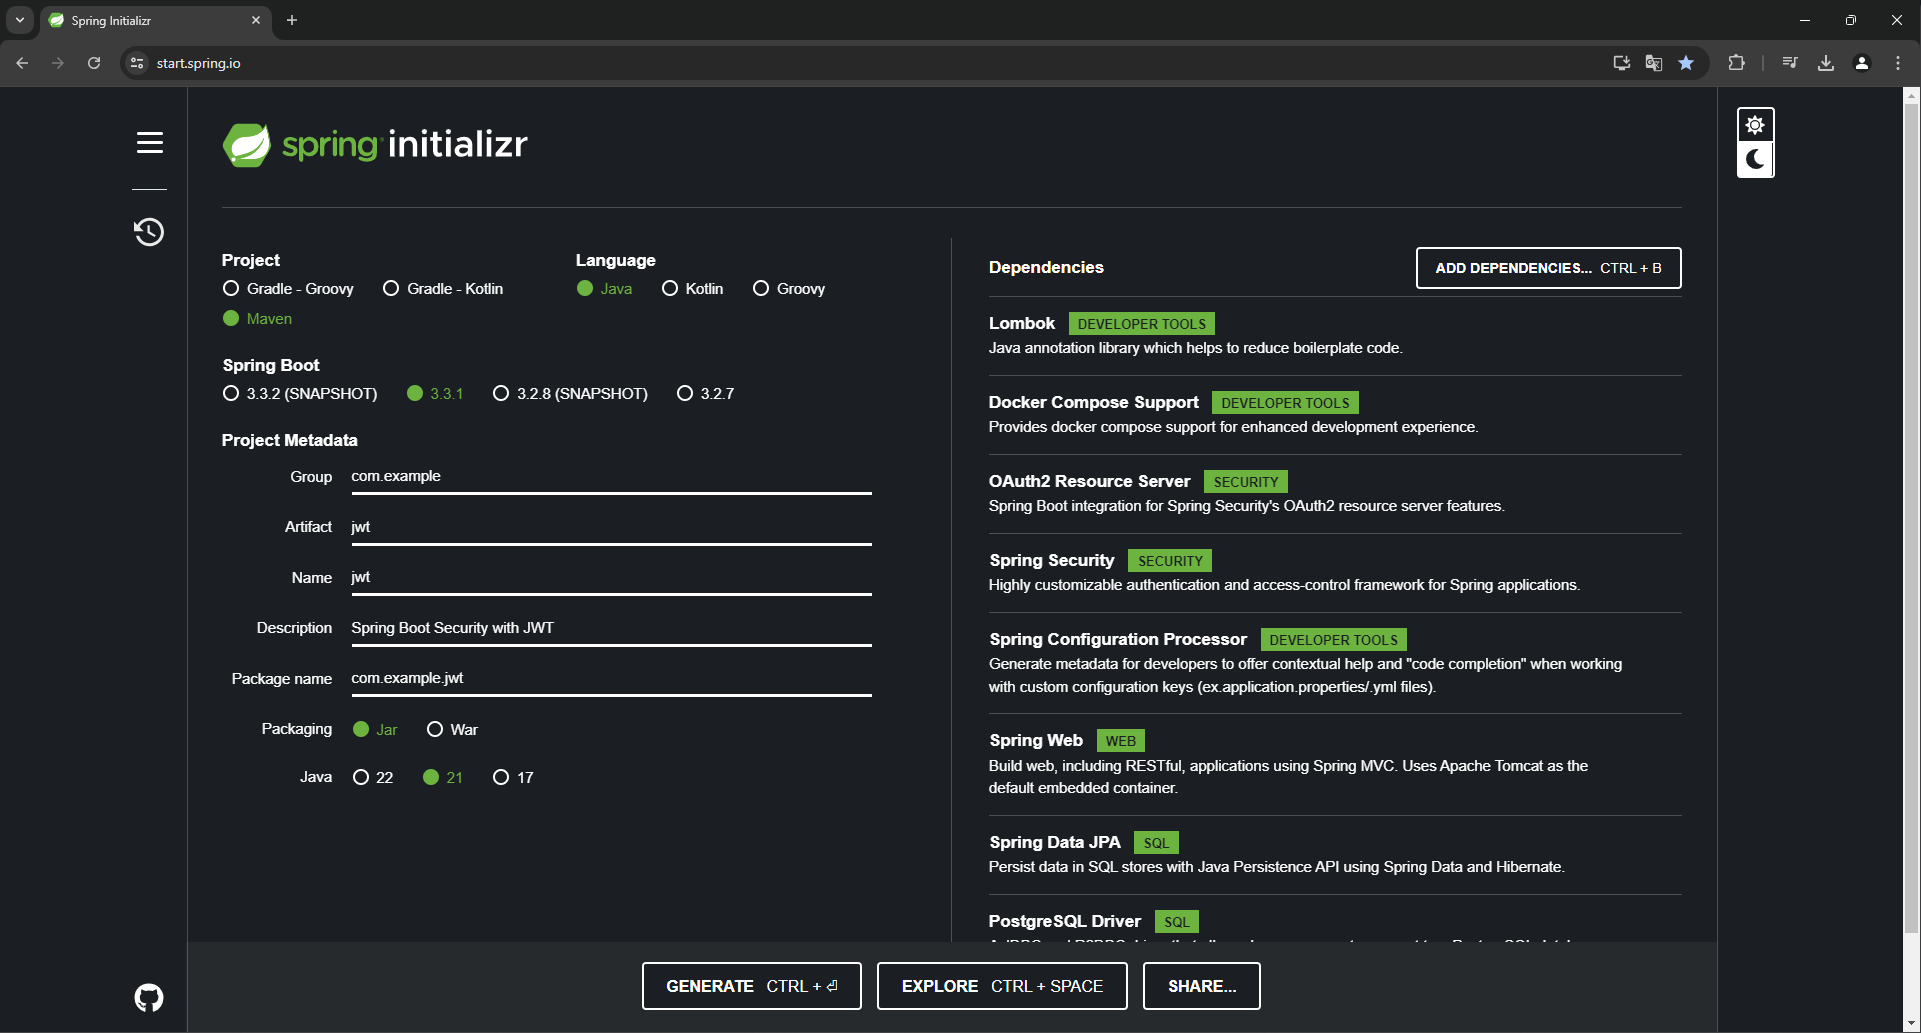 Spring Initializr
start.spring.io
spring initializr
Project
Gradle - Groovy Gradle - Kotlin
Maven
Language
Java Kotlin Groovy
Spring Boot
3.3.2 (SNAPSHOT) 3.3.1 3.2.8 (SNAPSHOT) 3.2.7
Project Metadata
Group com.example
Artifact jwt
Name jwt
Description Spring Boot Security with JWT
Package name com.example.jwt
Packaging Jar War
Java 22 21 17
Dependencies
ADD DEPENDENCIES... CTRL + B
Lombok DEVELOPER TOOLS
Java annotation library which helps to reduce boilerplate code.
Docker Compose Support DEVELOPER TOOLS
Provides docker compose support for enhanced development experience.
OAuth2 Resource Server SECURITY
Spring Boot integration for Spring Security's OAuth2 resource server features.
Spring Security SECURITY
Highly customizable authentication and access-control framework for Spring applications.
Spring Configuration Processor DEVELOPER TOOLS
Generate metadata for developers to offer contextual help and "code completion" when working
with custom configuration keys (ex.application.properties/.yml files).
Spring Web WEB
Build web, including RESTful, applications using Spring MVC. Uses Apache Tomcat as the
default embedded container.
Spring Data JPA SQL
Persist data in SQL stores with Java Persistence API using Spring Data and Hibernate.
PostgreSQL Driver SQL
GENERATE CTRL + ⏎
EXPLORE CTRL + SPACE
SHARE...